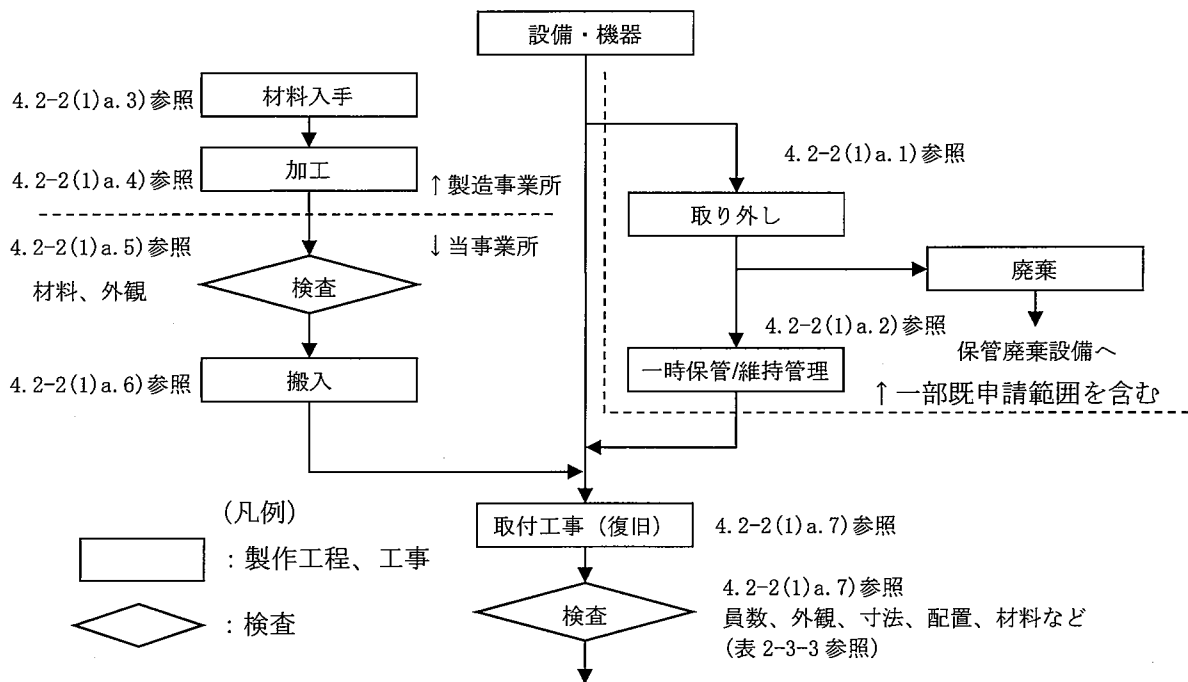 設備・機器
4.2-2(1)a.3)参照
材料入手
4.2-2(1)a.4)参照
加工
↑製造事業所
4.2-2(1)a.5)参照
↓当事業所
材料、外観
検査
4.2-2(1)a.6)参照
搬入
4.2-2(1)a.1)参照
取り外し
廃棄
4.2-2(1)a.2)参照
保管廃棄設備へ
一時保管/維持管理
↑一部既申請範囲を含む
取付工事（復旧）
4.2-2(1)a.7)参照
検査
4.2-2(1)a.7)参照
員数、外観、寸法、配置、材料など
(表 2-3-3 参照)
(凡例)
：製作工程、工事
：検査